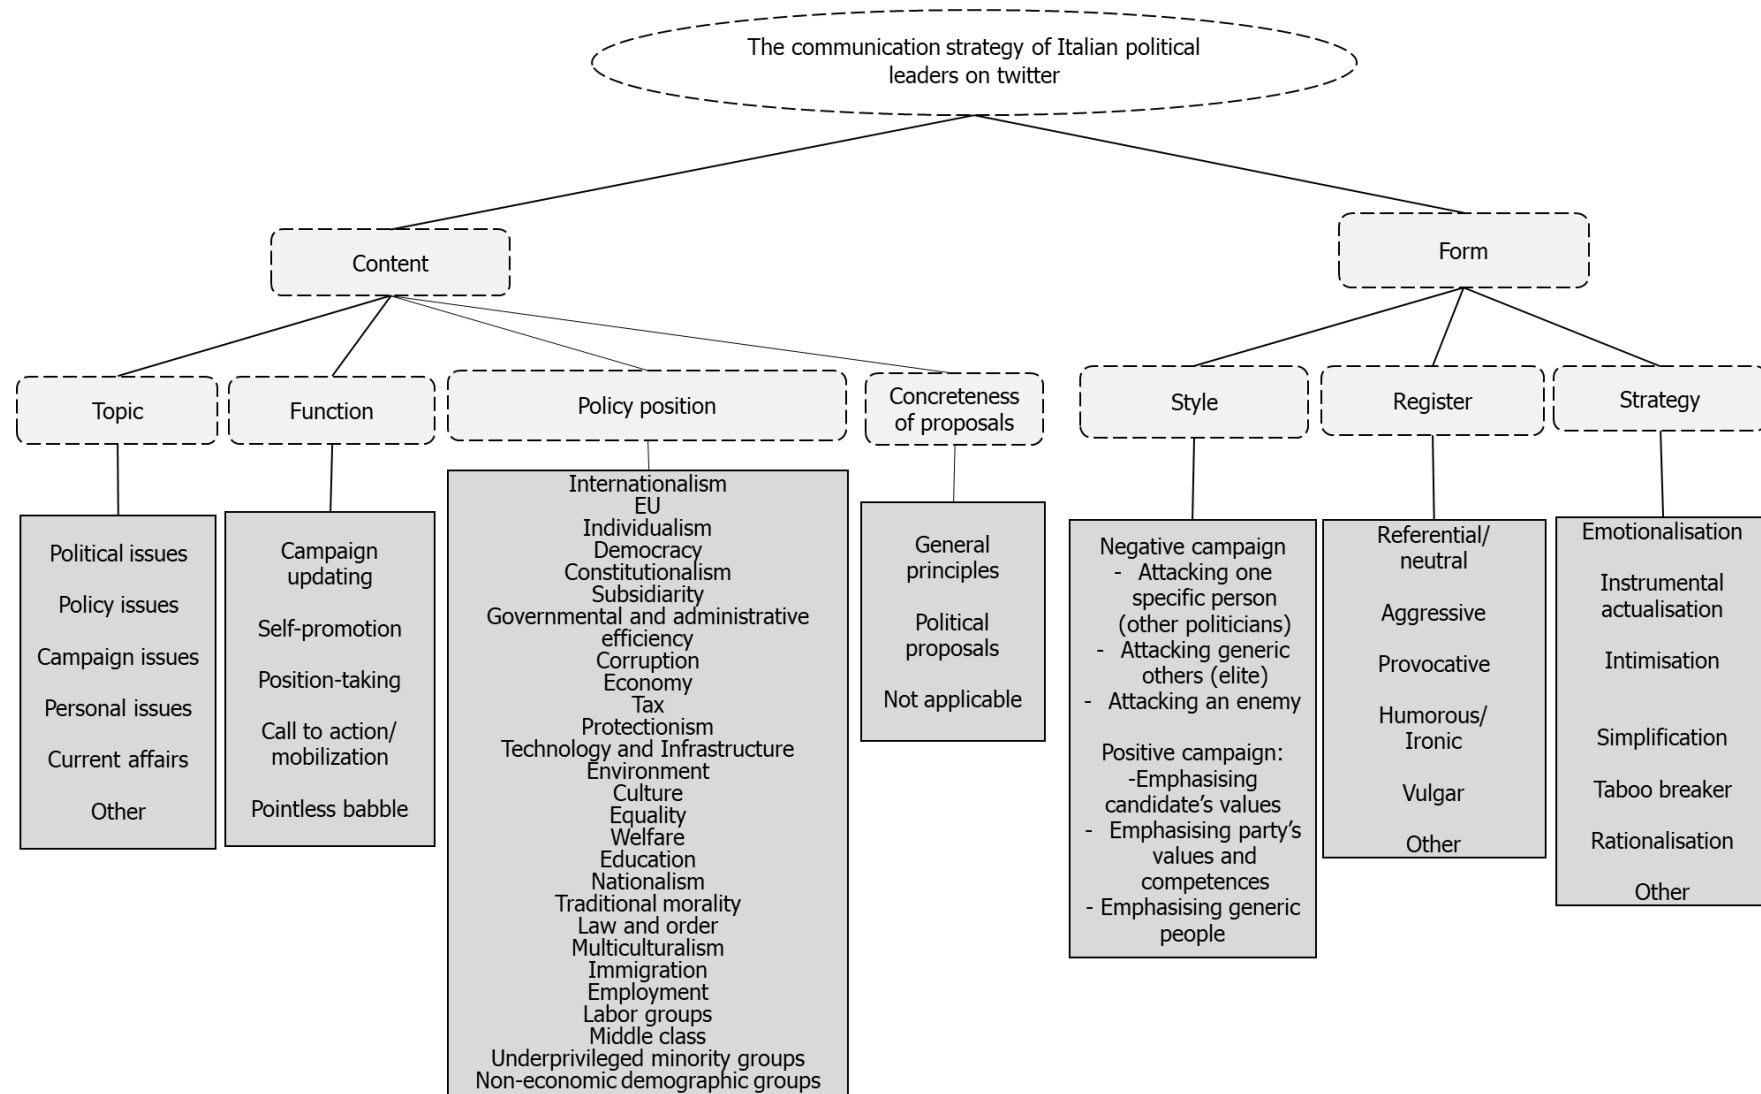 The communication strategy of Italian political
leaders on twitter
Content
Form
Topic
Function
Policy position
Concreteness
of proposals
Style
Register
Strategy
Political issues
Policy issues
Campaign issues
Personal issues
Current affairs
Other
Campaign
updating
Self-promotion
Position-taking
Call to action/
mobilization
Pointless babble
Internationalism
EU
Individualism
Democracy
Constitutionalism
Subsidiarity
Governmental and administrative
efficiency
Corruption
Economy
Tax
Protectionism
Technology and Infrastructure
Environment
Culture
Equality
Welfare
Education
Nationalism
Traditional morality
Law and order
Multiculturalism
Immigration
Employment
Labor groups
Middle class
Underprivileged minority groups
Non-economic demographic groups
General
principles
Political
proposals
Not applicable
Negative campaign
- Attacking one
specific person
(other politicians)
- Attacking generic
others (elite)
- Attacking an enemy
Positive campaign:
-Emphasising
candidate's values
- Emphasising party's
values and
competences
- Emphasising generic
people
Referential/
neutral
Aggressive
Provocative
Humorous/
Ironic
Vulgar
Other
Emotionalisation
Instrumental
actualisation
Intimisation
Simplification
Taboo breaker
Rationalisation
Other